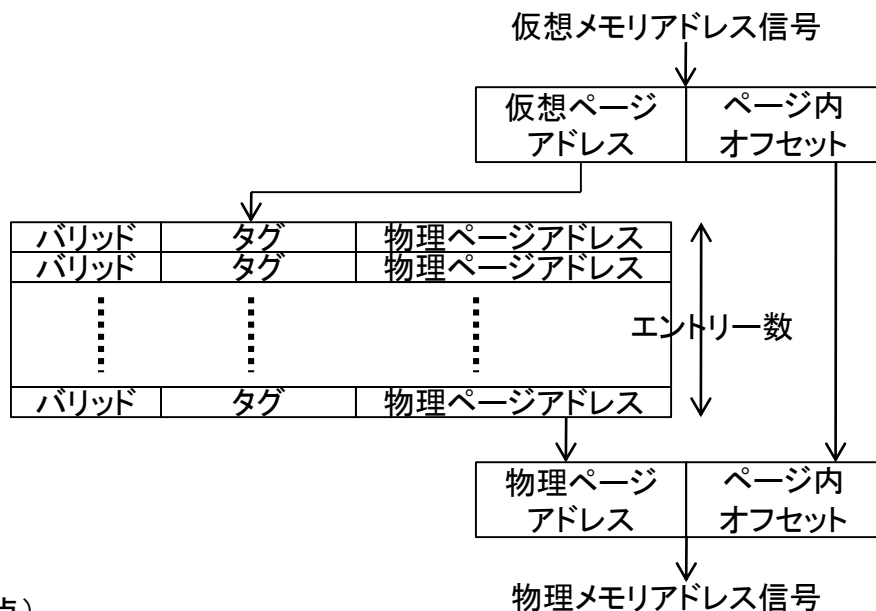 仮想メモリアドレス信号
仮想ページ
アドレス
ページ内
オフセット
バリッド タグ 物理ページアドレス
バリッド タグ 物理ページアドレス
エントリー数
バリッド タグ 物理ページアドレス
物理ページ
アドレス
ページ内
オフセット
物理メモリアドレス信号